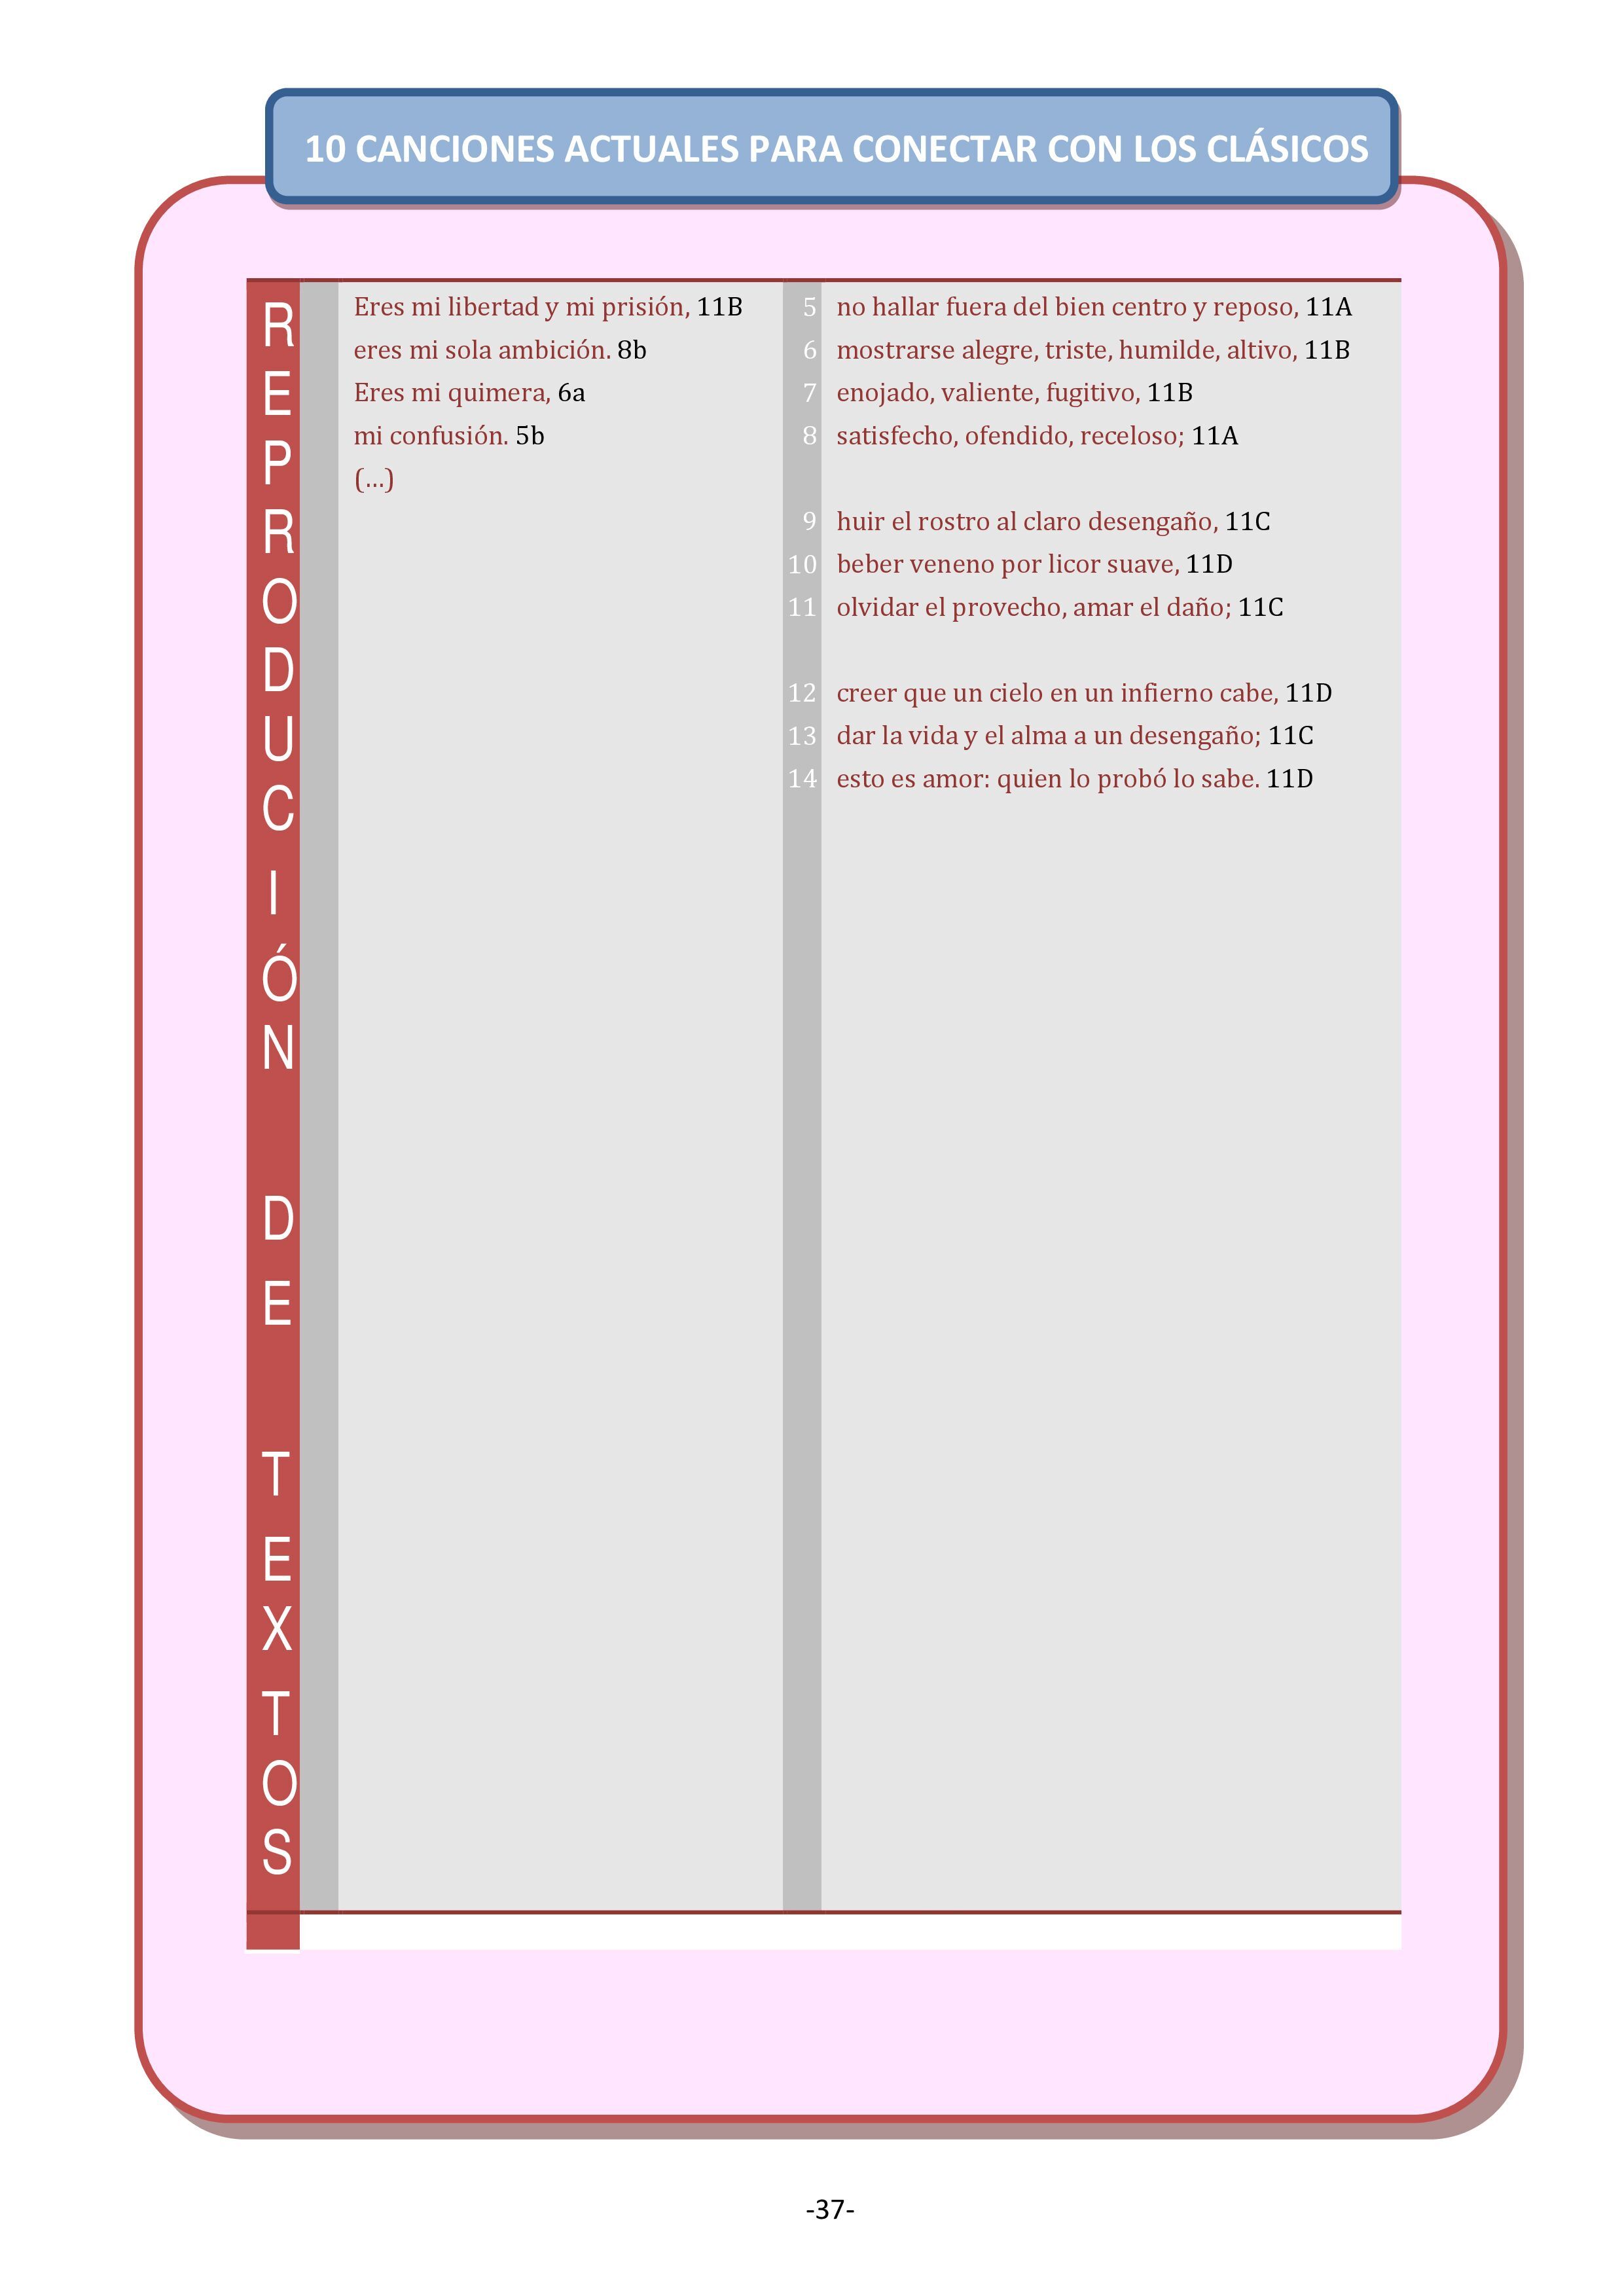 10 CANCIONES ACTUALES PARA CONECTAR CON LOS CLÁSICOS
REPRODUCIÓN DE TEXTOS
Eres mi libertad y mi prisión, 11B
eres mi sola ambición. 8b
Eres mi quimera, 6a
mi confusión. 5b
(...)
5 no hallar fuera del bien centro y reposo, 11A
6 mostrarse alegre, triste, humilde, altivo, 11B
7 enojado, valiente, fugitivo, 11B
8 satisfecho, ofendido, receloso; 11A
9 huir el rostro al claro desengaño, 11C
10 beber veneno por licor suave, 11D
11 olvidar el provecho, amar el daño; 11C
12 creer que un cielo en un infierno cabe, 11D
13 dar la vida y el alma a un desengaño; 11C
14 esto es amor: quien lo probó lo sabe. 11D
-37-